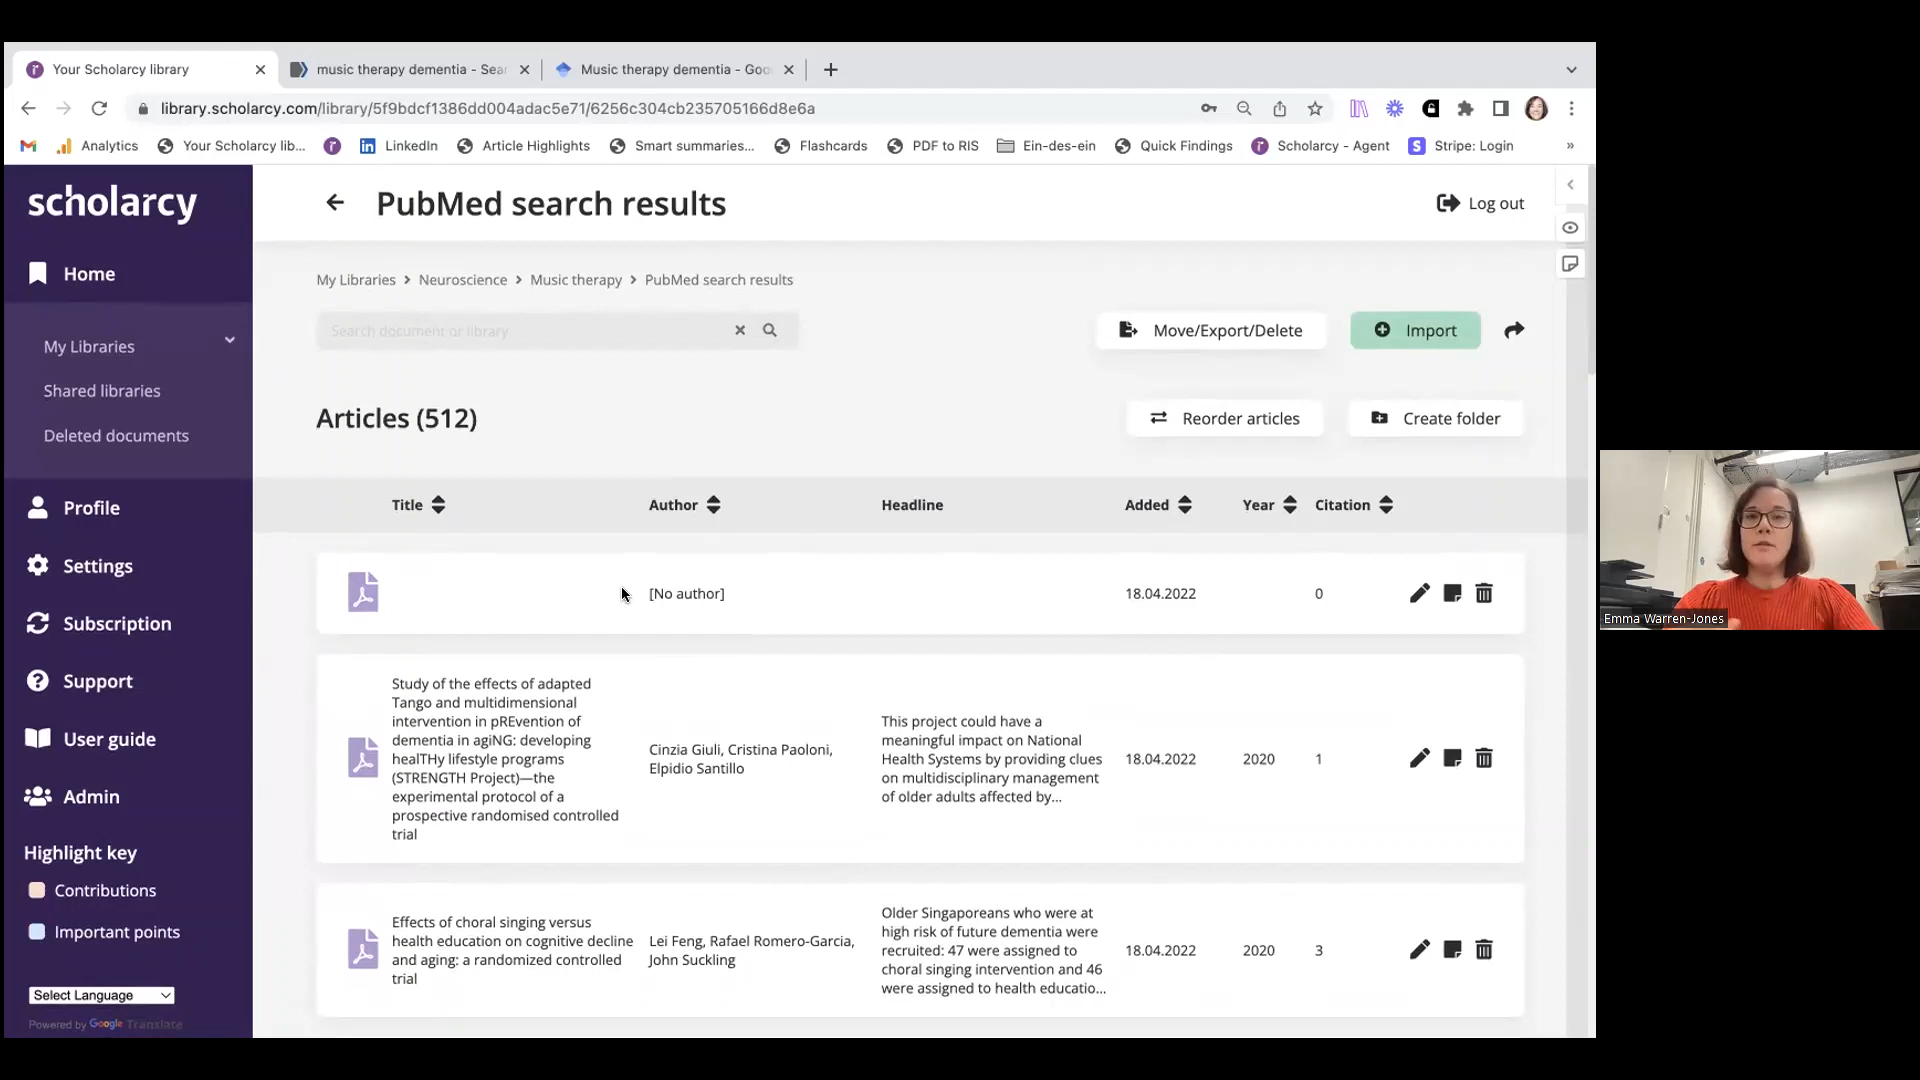 Your Scholarcy library
music therapy dementia - Sear
Music therapy dementia - Goo
library.scholarcy.com/library/5f9bdcf1386dd004adac5e71/6256c304cb235705166d8e6a
Analytics
Your Scholarcy lib...
LinkedIn
Article Highlights
Smart summaries...
Flashcards
PDF to RIS
Ein-des-ein
Quick Findings
Scholarcy - Agent
Stripe: Login
»
scholarcy
Home
My Libraries
Shared libraries
Deleted documents
Profile
Settings
Subscription
Support
User guide
Admin
Highlight key
Contributions
Important points
Select Language
Powered by Google Translate
PubMed search results
Log out
My Libraries > Neuroscience > Music therapy > PubMed search results
Search document or library
Move/Export/Delete
Import
Articles (512)
Reorder articles
Create folder
Title
Author
Headline
Added
Year
Citation
[No author]
18.04.2022
0
Study of the effects of adapted
Tango and multidimensional
intervention in pREvention of
dementia in agiNG: developing
healTHy lifestyle programs
(STRENGTH Project)—the
experimental protocol of a
prospective randomised controlled
trial
Cinzia Giuli, Cristina Paoloni,
Elpidio Santillo
This project could have a
meaningful impact on National
Health Systems by providing clues
on multidisciplinary management
of older adults affected by...
18.04.2022
2020
1
Effects of choral singing versus
health education on cognitive decline
and aging: a randomized controlled
trial
Lei Feng, Rafael Romero-Garcia,
John Suckling
Older Singaporeans who were at
high risk of future dementia were
recruited: 47 were assigned to
choral singing intervention and 46
were assigned to health educatio...
18.04.2022
2020
3
Emma Warren-Jones